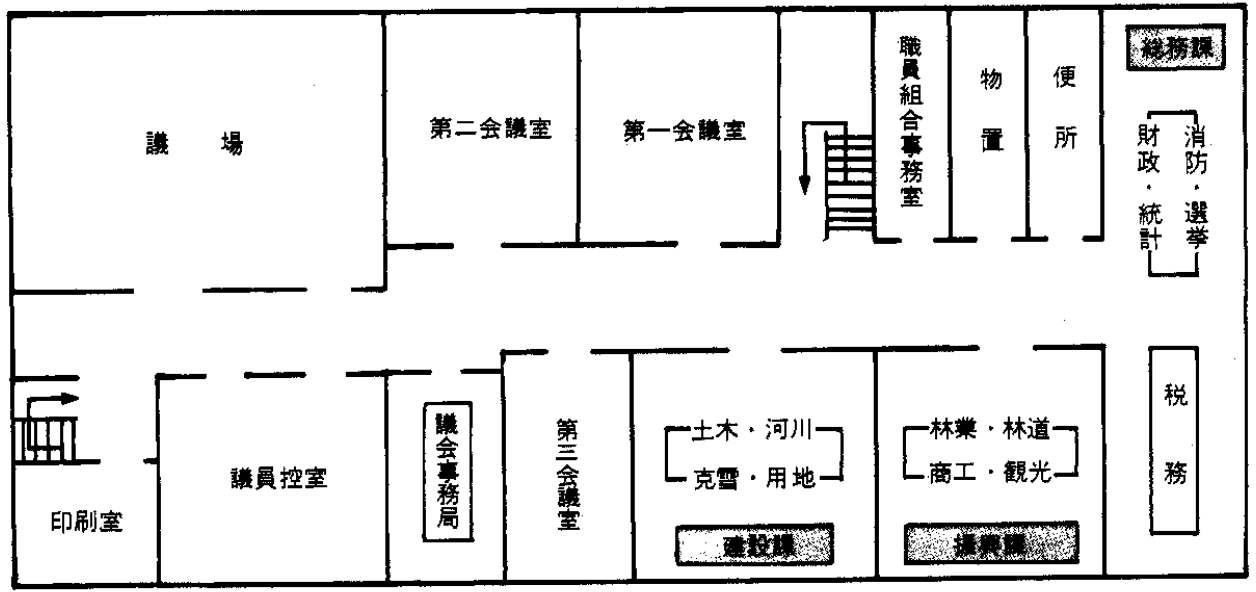 議場
第二会議室
第一会議室
職員組合事務室
物置
便所
総務課
消防・選挙
財政・統計
税務
林業・林道
商工・観光
振興課
土木・河川
克雪・用地
建設課
第三会議室
議会事務局
議員控室
印刷室